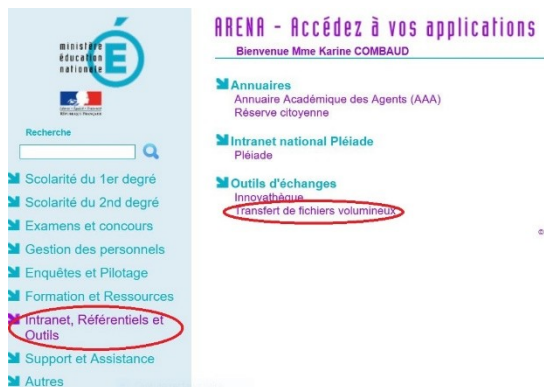 ministère
éducation
nationale
É
Recherche
Scolarité du 1er degré
Scolarité du 2nd degré
Examens et concours
Gestion des personnels
Enquêtes et Pilotage
Formation et Ressources
Intranet, Référentiels et
Outils
Support et Assistance
Autres
ARENA - Accédez à vos applications
Bienvenue Mme Karine COMBAUD
Annuaires
Annuaire Académique des Agents (AAA)
Réserve citoyenne
Intranet national Pléiade
Pléiade
Outils d'échanges
Innovathèque
Transfert de fichiers volumineux
©